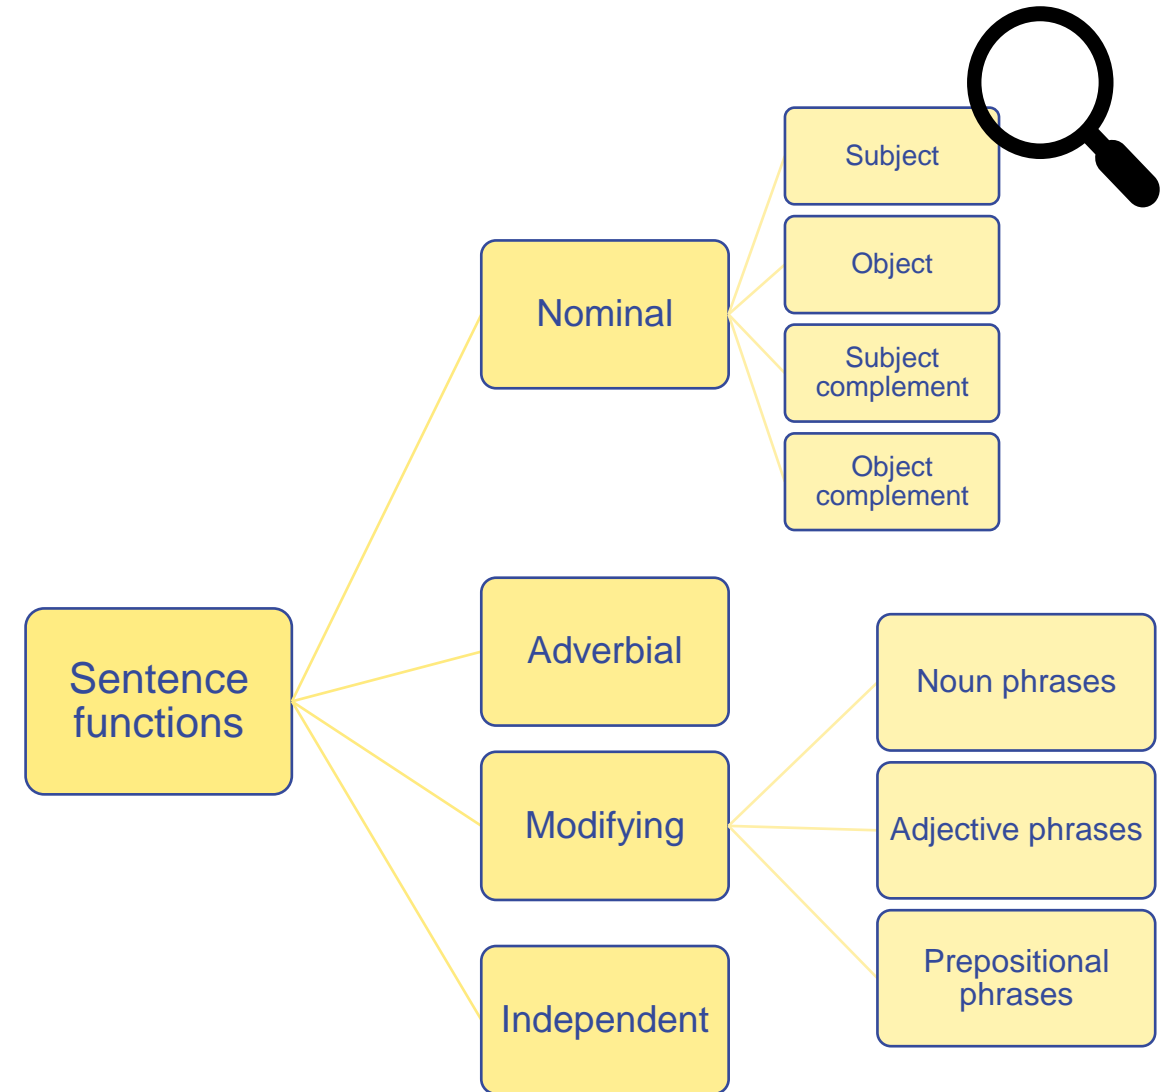 Sentence
functions
Nominal
Subject
Object
Subject
complement
Object
complement
Adverbial
Modifying
Noun phrases
Adjective phrases
Prepositional
phrases
Independent